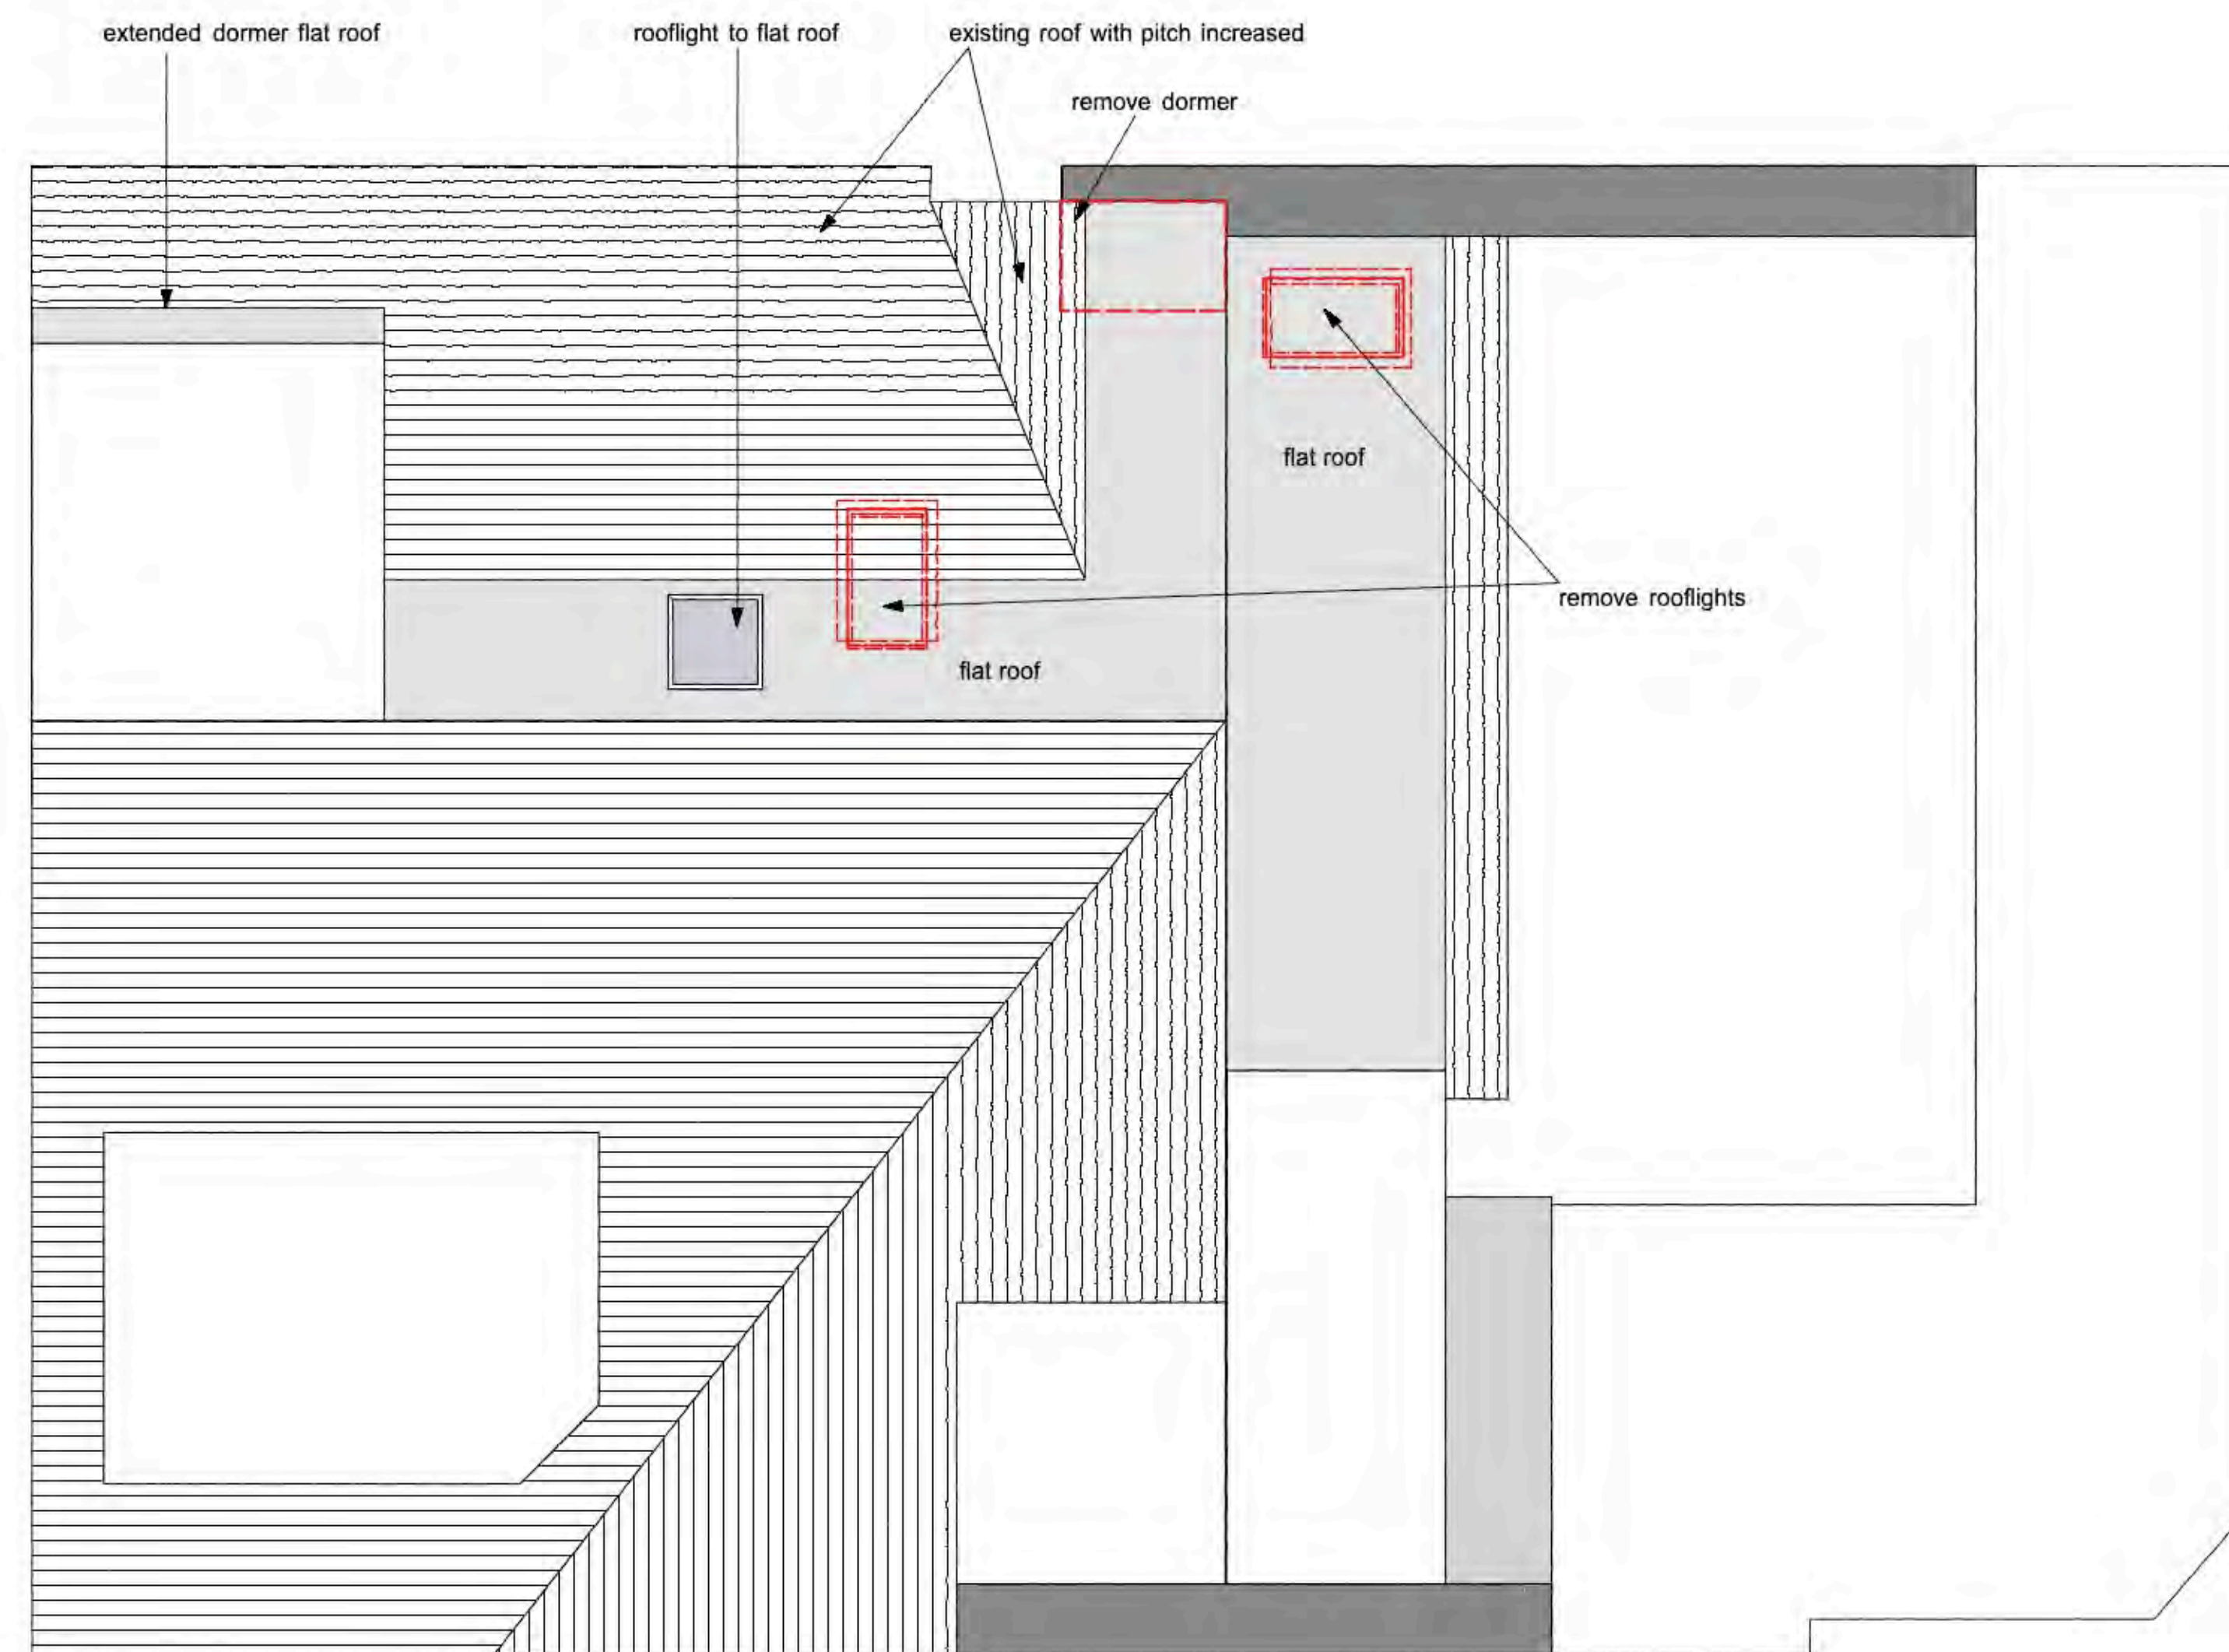 extended dormer flat roof
rooflight to flat roof
existing roof with pitch increased
remove dormer
flat roof
remove rooflights
flat roof